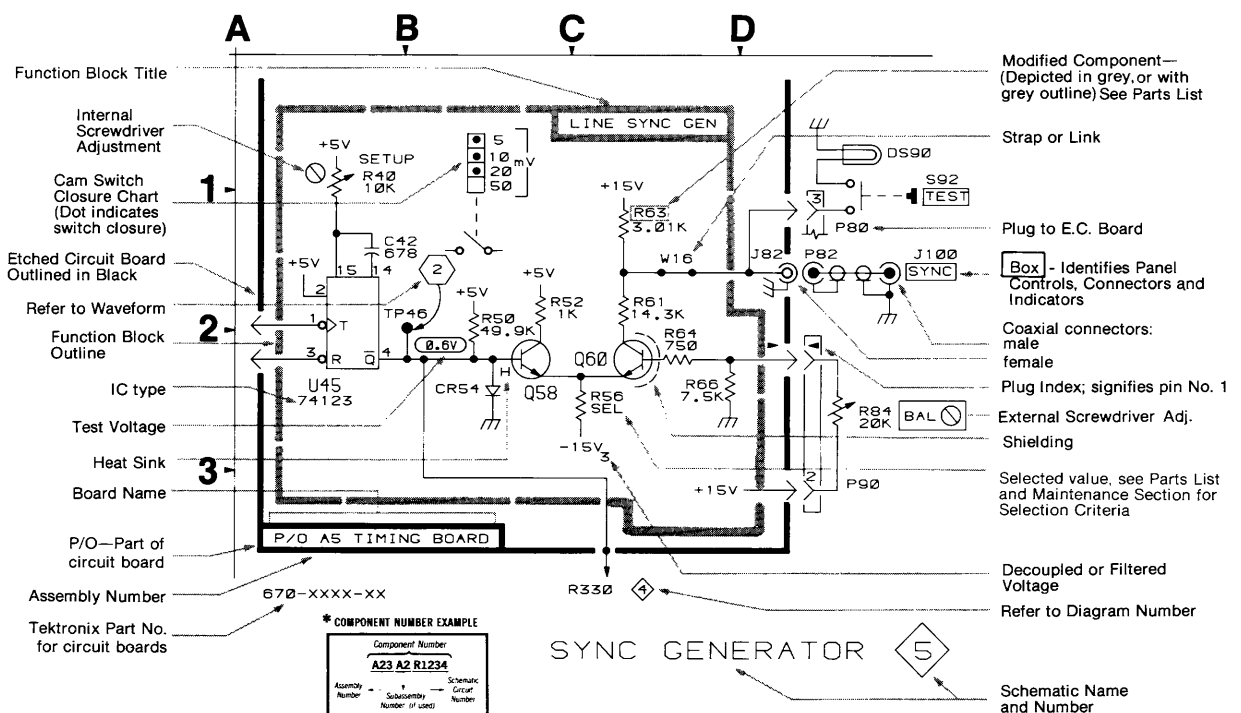 A B C D
1
2
3
Function Block Title
Internal
Screwdriver
Adjustment
Cam Switch
Closure Chart
(Dot indicates
switch closure)
Etched Circuit Board
Outlined in Black
Refer to Waveform
Function Block
Outline
IC type
Test Voltage
Heat Sink
Board Name
P/O—Part of
circuit board
Assembly Number
Tektronix Part No.
for circuit boards
LINE SYNC GEN
+5V
SETUP
R40
10K
5
10
20
50
mV
C42
678
+5V
15 14
2
1
T
3
R
Q̅
4
U45
74123
2
TP46
0.6V
+5V
R50
49.9K
CR54
+5V
R52
1K
H
Q58
Q60
+15V
R63
3.01K
W16
R61
14.3K
R64
750
R66
7.5K
R56
SEL
-15V3
+15V
DS90
S92
TEST
3
P80
J82
P82
J100
SYNC
R84
20K
BAL
2
P90
P/O A5 TIMING BOARD
670-XXXX-XX
R330
4
* COMPONENT NUMBER EXAMPLE
Component Number
A23 A2 R1234
Assembly
Number
Subassembly
Number (if used)
Schematic
Circuit
Number
SYNC GENERATOR
5
Modified Component—
(Depicted in grey, or with
grey outline) See Parts List
Strap or Link
Plug to E.C. Board
Box - Identifies Panel
Controls, Connectors and
Indicators
Coaxial connectors:
male
female
Plug Index; signifies pin No. 1
External Screwdriver Adj.
Shielding
Selected value, see Parts List
and Maintenance Section for
Selection Criteria
Decoupled or Filtered
Voltage
Refer to Diagram Number
Schematic Name
and Number